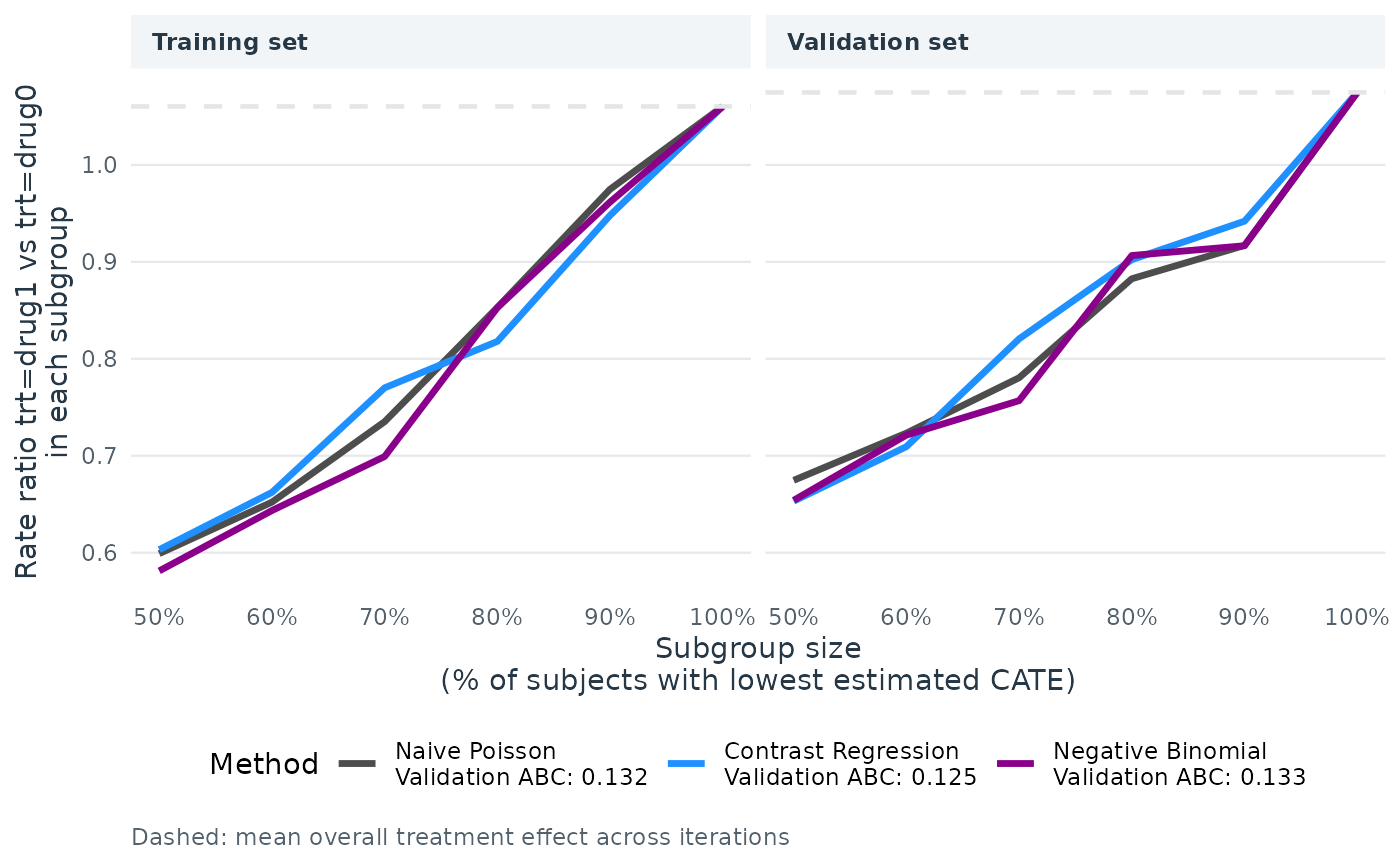 Training set
Validation set
Rate ratio trt=drug1 vs trt=drug0
in each subgroup
1.0
0.9
0.8
0.7
0.6
50% 60% 70% 80% 90% 100%
50% 60% 70% 80% 90% 100%
Subgroup size
(% of subjects with lowest estimated CATE)
Method
Naive Poisson
Validation ABC: 0.132
Contrast Regression
Validation ABC: 0.125
Negative Binomial
Validation ABC: 0.133
Dashed: mean overall treatment effect across iterations